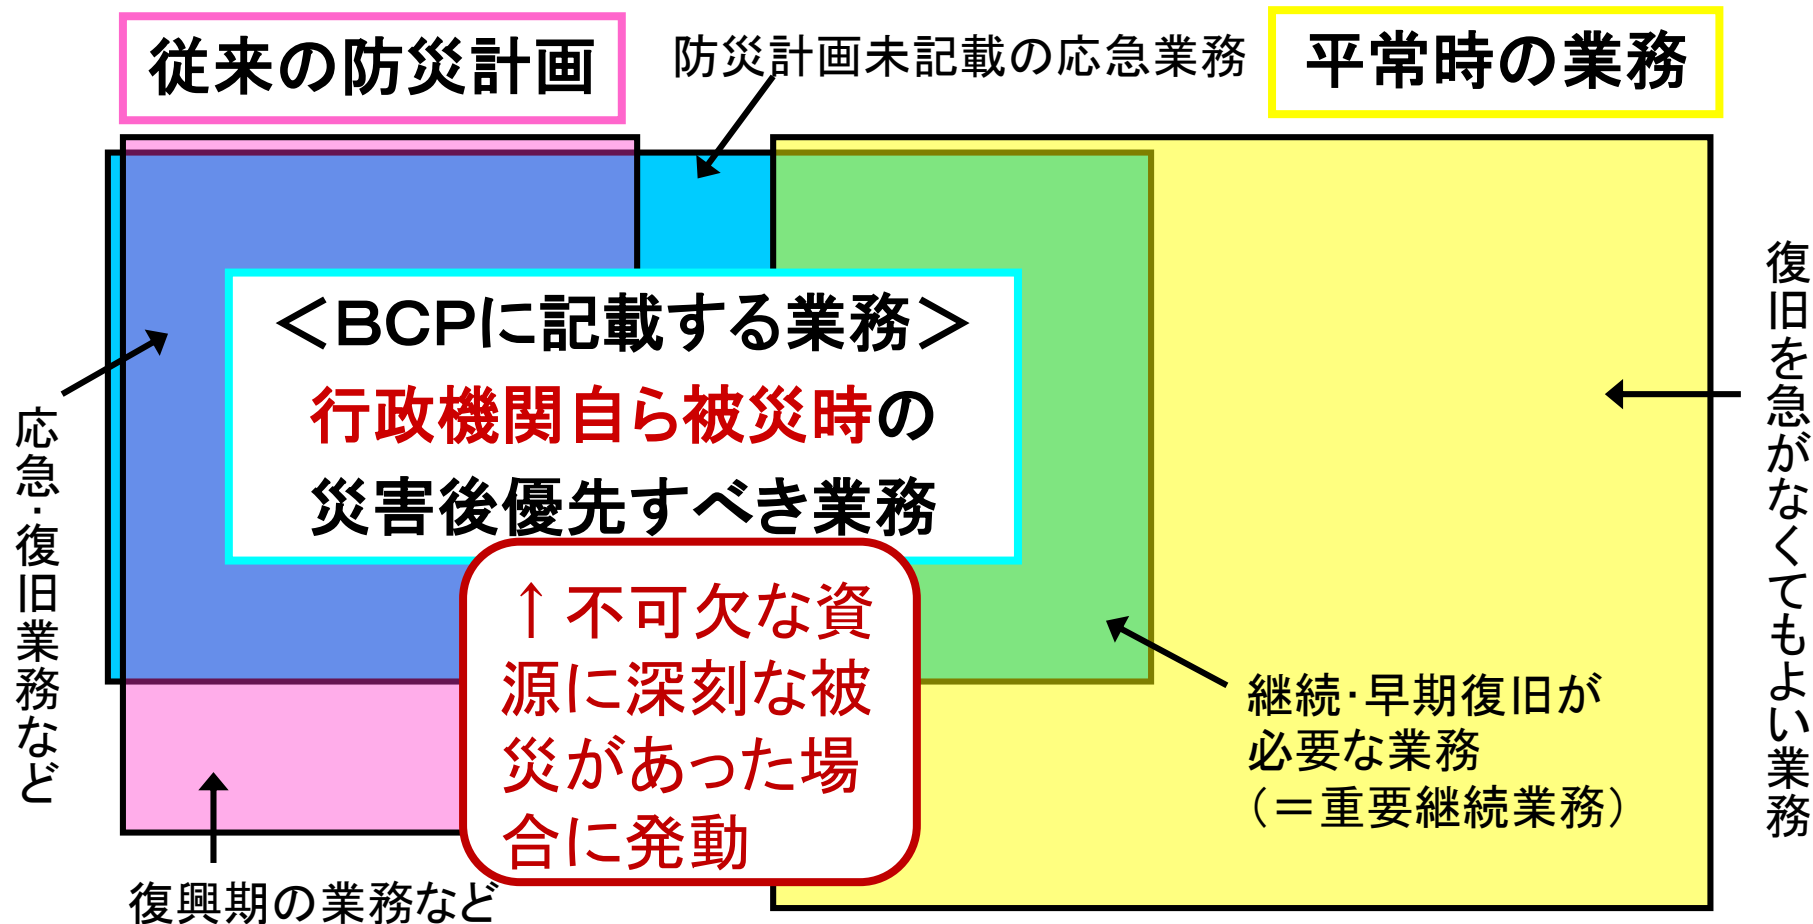 従来の防災計画
防災計画未記載の応急業務
平常時の業務
＜BCPに記載する業務＞
行政機関自ら被災時の
災害後優先すべき業務
↑不可欠な資
源に深刻な被
災があった場
合に発動
応急・復旧業務など
復旧を急がなくてもよい業務
継続・早期復旧が
必要な業務
（＝重要継続業務）
復興期の業務など